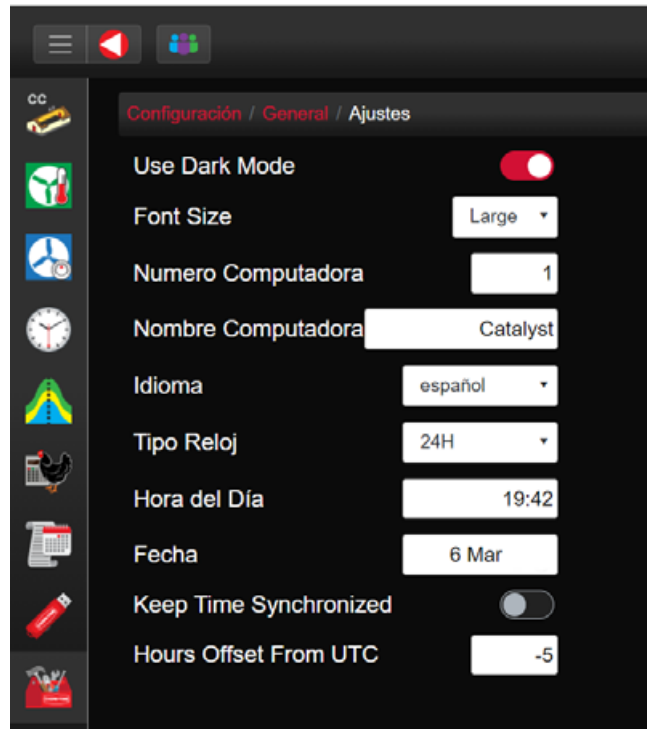 CC
Configuración / General / Ajustes
Use Dark Mode
Font Size Large
Numero Computadora 1
Nombre Computadora Catalyst
Idioma español
Tipo Reloj 24H
Hora del Día 19:42
Fecha 6 Mar
Keep Time Synchronized
Hours Offset From UTC -5